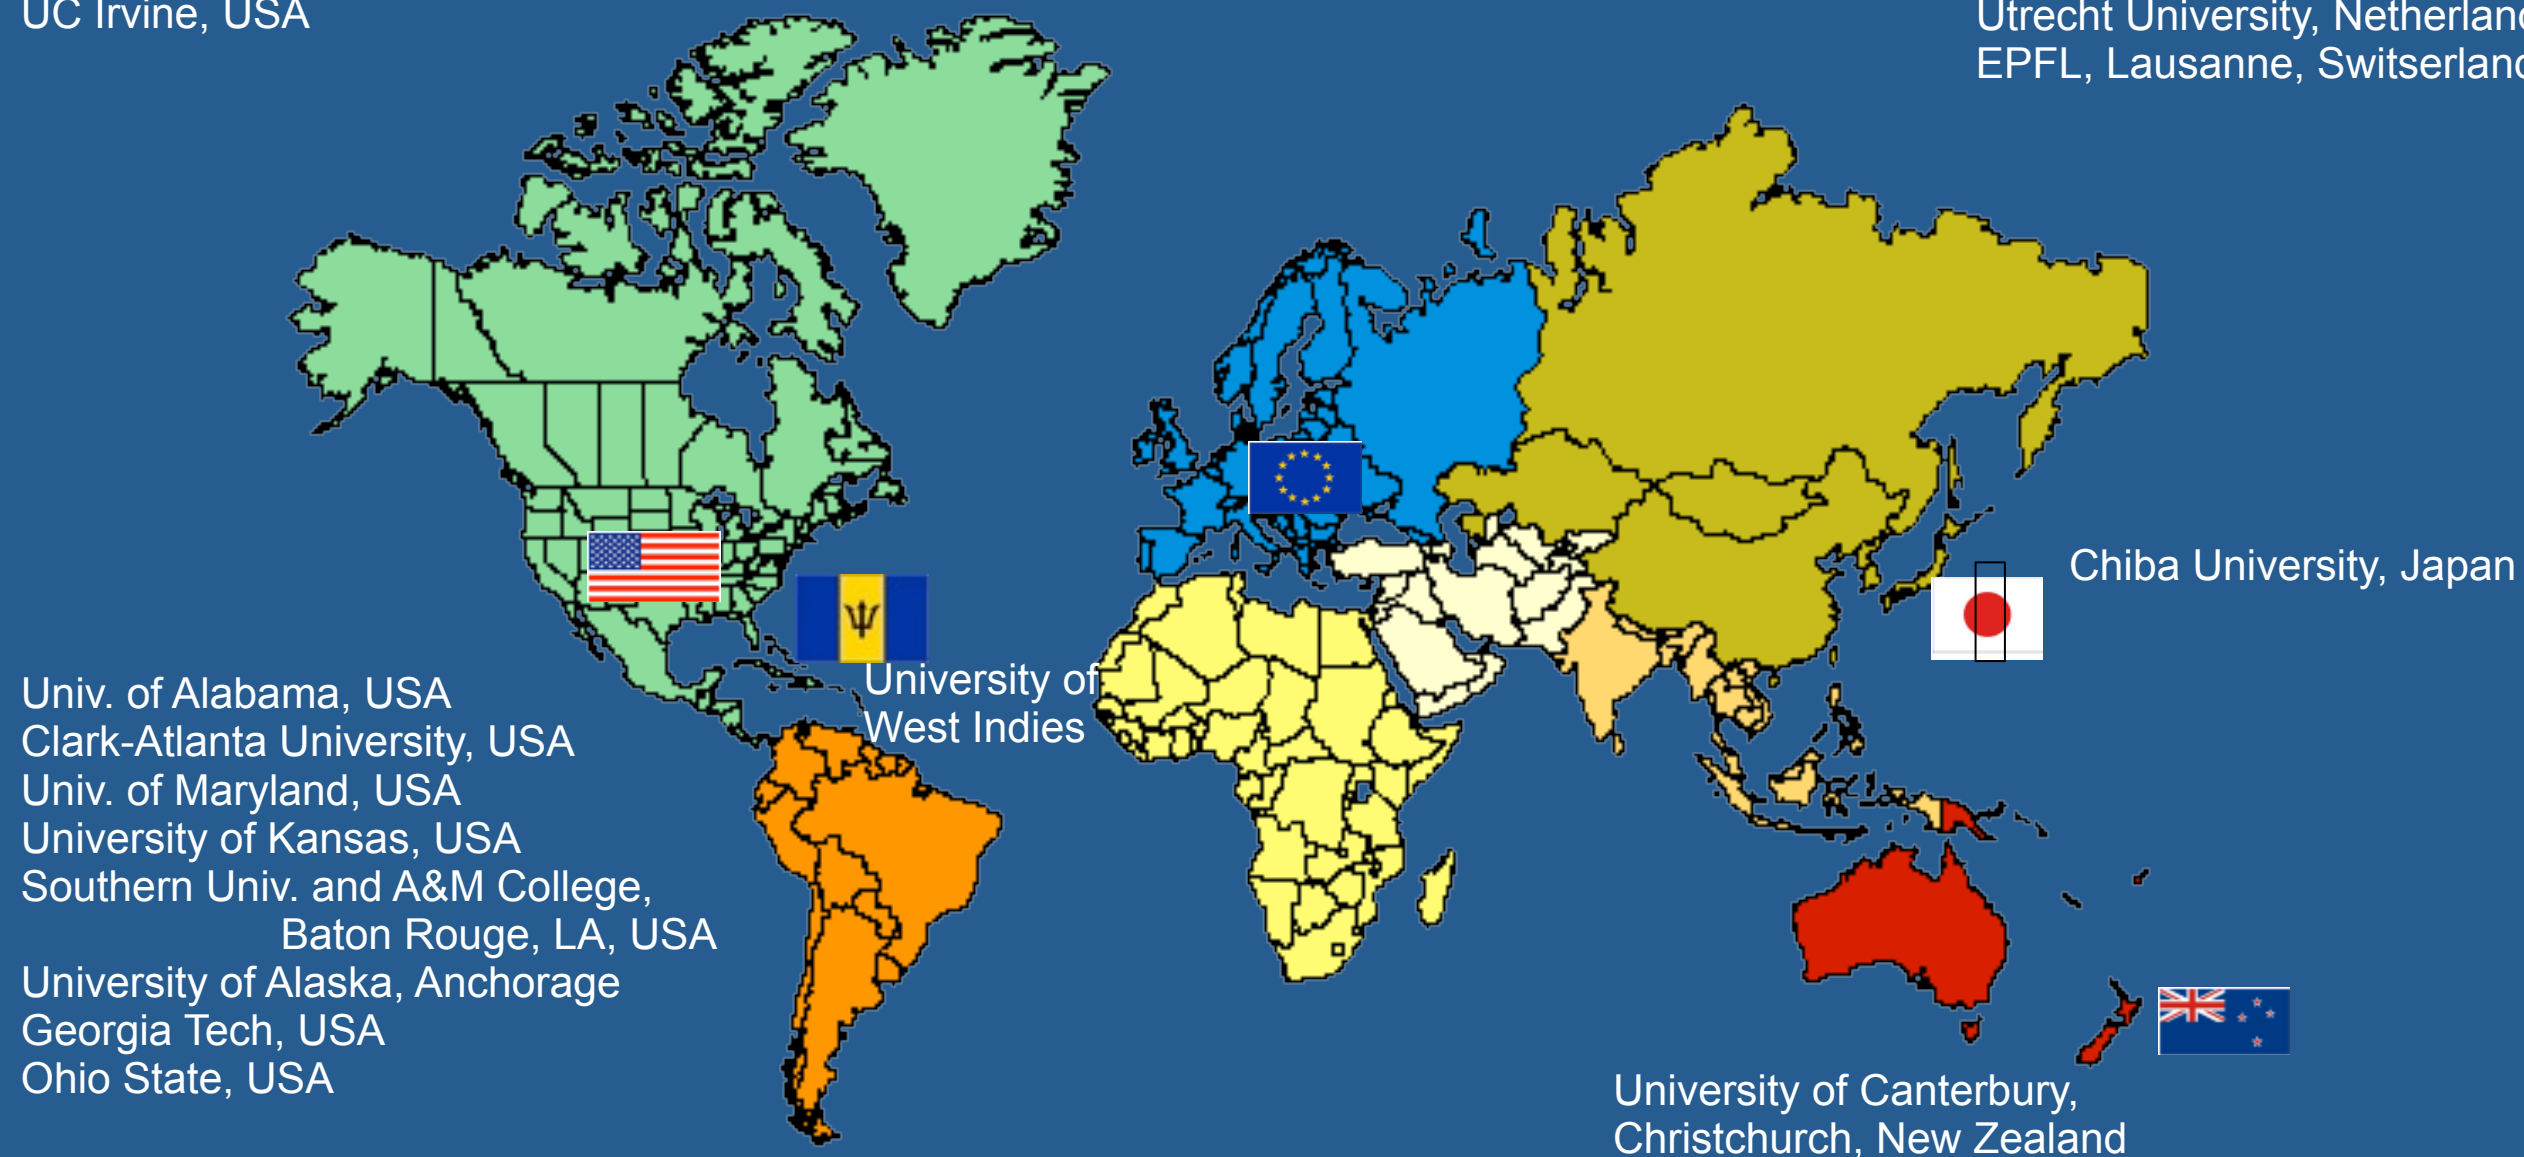 UC Irvine, USA
Utrecht University,
EPFL, Lausanne,
Chiba University, Japan
University of
West Indies
Univ. of Alabama, USA
Clark-Atlanta University, USA
Univ. of Maryland, USA
University of Kansas, USA
Southern Univ. and A&M College,
Baton Rouge, LA, USA
University of Alaska, Anchorage
Georgia Tech, USA
Ohio State, USA
University of Canterbury,
Christchurch, New Zealand